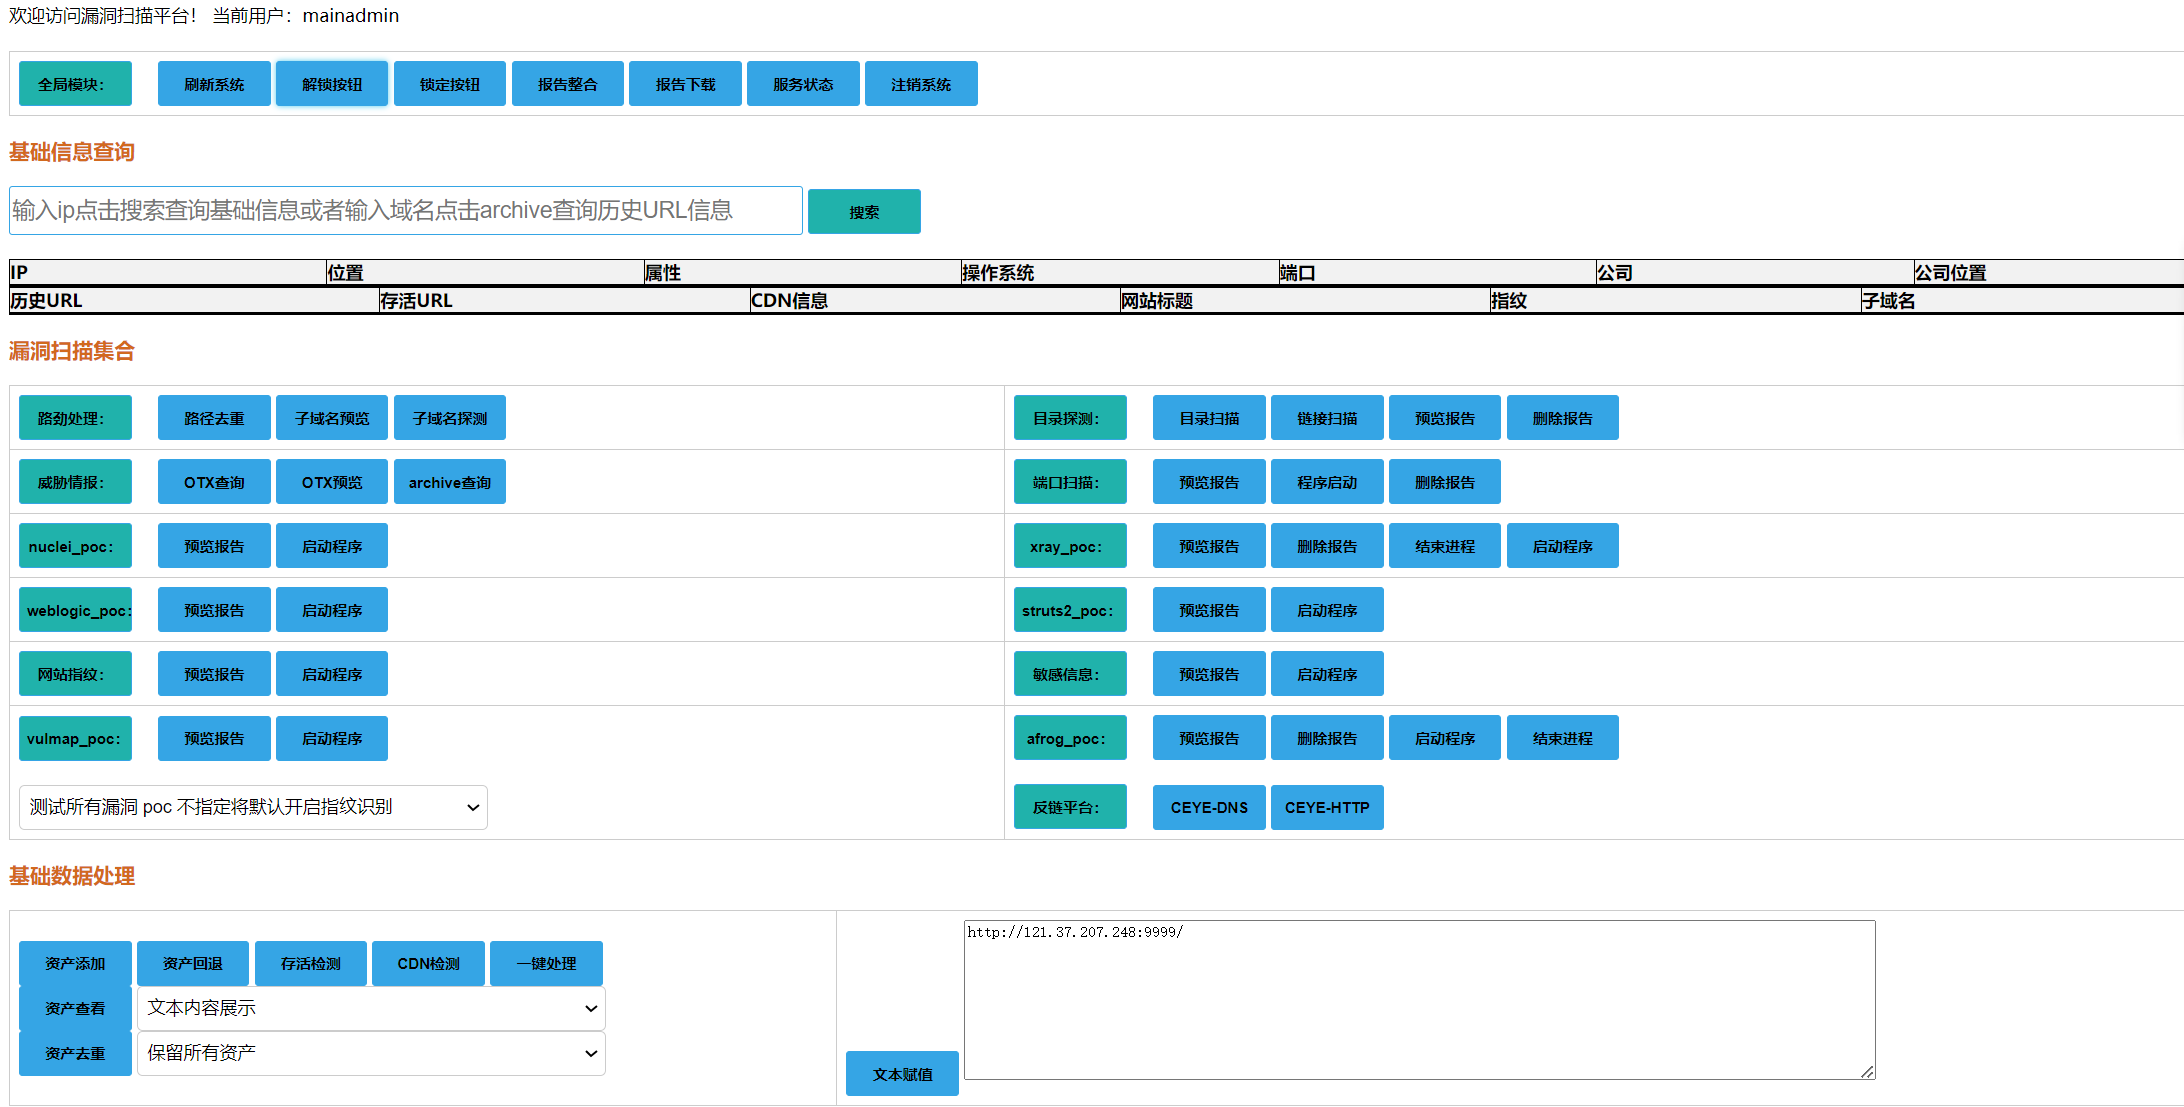 欢迎访问漏洞扫描平台! 当前用户：mainadmin
全局模块： 刷新系统 解锁按钮 锁定按钮 报告整合 报告下载 服务状态 注销系统
基础信息查询
输入ip点击搜索查询基础信息或者输入域名点击archive查询历史URL信息 搜索
IP 位置 属性 操作系统 端口 公司 公司位置
历史URL 存活URL CDN信息 网站标题 指纹 子域名
漏洞扫描集合
路劲处理： 路径去重 子域名预览 子域名探测 目录探测： 目录扫描 链接扫描 预览报告 删除报告
威胁情报： OTX查询 OTX预览 archive查询 端口扫描： 预览报告 程序启动 删除报告
nuclei_poc： 预览报告 启动程序 xray_poc： 预览报告 删除报告 结束进程 启动程序
weblogic_poc： 预览报告 启动程序 struts2_poc： 预览报告 启动程序
网站指纹： 预览报告 启动程序 敏感信息： 预览报告 启动程序
vulmap_poc： 预览报告 启动程序 afrog_poc： 预览报告 删除报告 启动程序 结束进程
测试所有漏洞 poc 不指定将默认开启指纹识别 反链平台： CEYE-DNS CEYE-HTTP
基础数据处理
http://121.37.207.248:9999/
资产添加 资产回退 存活检测 CDN检测 一键处理
资产查看 文本内容展示
资产去重 保留所有资产
文本赋值